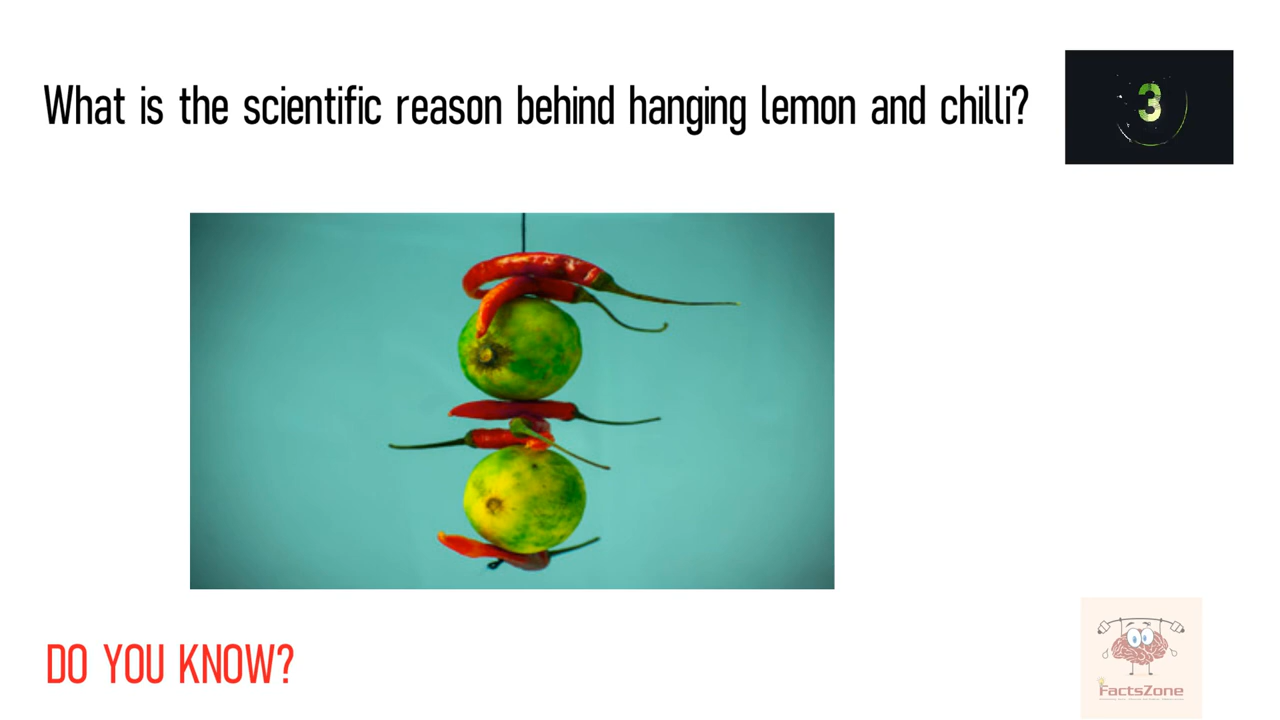 What is the scientific reason behind hanging lemon and chilli?
3
DO YOU KNOW?
FactsZone